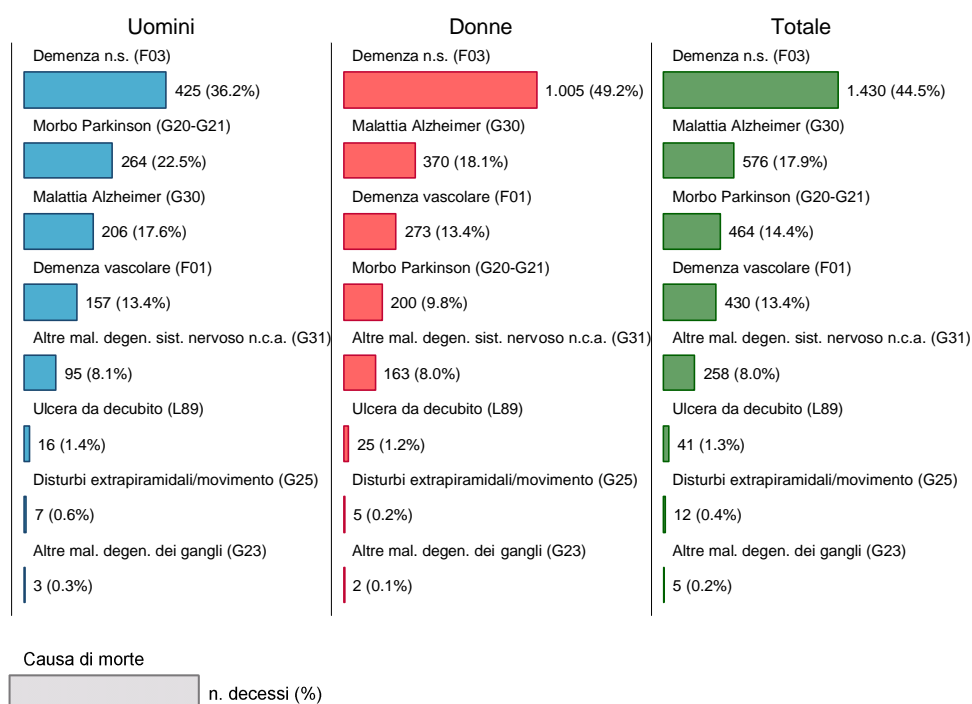 Uomini
Demenza n.s. (F03)
425 (36.2%)
Morbo Parkinson (G20-G21)
264 (22.5%)
Malattia Alzheimer (G30)
206 (17.6%)
Demenza vascolare (F01)
157 (13.4%)
Altre mal. degen. sist. nervoso n.c.a. (G31)
95 (8.1%)
Ulcera da decubito (L89)
16 (1.4%)
Disturbi extrapiramidali/movimento (G25)
7 (0.6%)
Altre mal. degen. dei gangli (G23)
3 (0.3%)
Donne
Demenza n.s. (F03)
1.005 (49.2%)
Malattia Alzheimer (G30)
370 (18.1%)
Demenza vascolare (F01)
273 (13.4%)
Morbo Parkinson (G20-G21)
200 (9.8%)
Altre mal. degen. sist. nervoso n.c.a. (G31)
163 (8.0%)
Ulcera da decubito (L89)
25 (1.2%)
Disturbi extrapiramidali/movimento (G25)
5 (0.2%)
Altre mal. degen. dei gangli (G23)
2 (0.1%)
Totale
Demenza n.s. (F03)
1.430 (44.5%)
Malattia Alzheimer (G30)
576 (17.9%)
Morbo Parkinson (G20-G21)
464 (14.4%)
Demenza vascolare (F01)
430 (13.4%)
Altre mal. degen. sist. nervoso n.c.a. (G31)
258 (8.0%)
Ulcera da decubito (L89)
41 (1.3%)
Disturbi extrapiramidali/movimento (G25)
12 (0.4%)
Altre mal. degen. dei gangli (G23)
5 (0.2%)
Causa di morte
n. decessi (%)